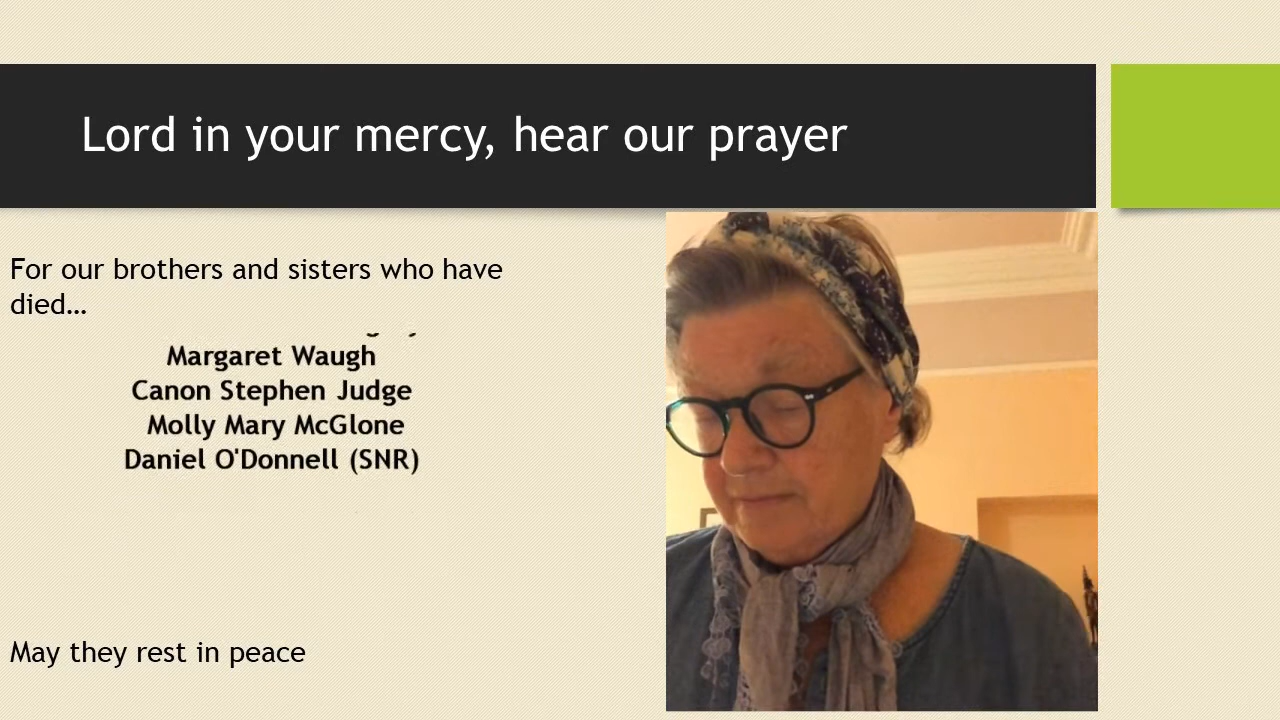 Lord in your mercy, hear our prayer
For our brothers and sisters who have
died…
Margaret Waugh
Canon Stephen Judge
Molly Mary McGlone
Daniel O'Donnell (SNR)
May they rest in peace